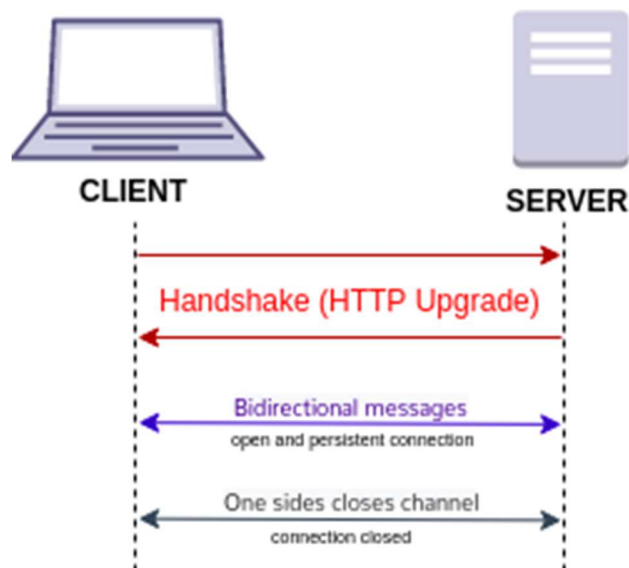 CLIENT
SERVER
Handshake (HTTP Upgrade)
Bidirectional messages
open and persistent connection
One sides closes channel
connection closed